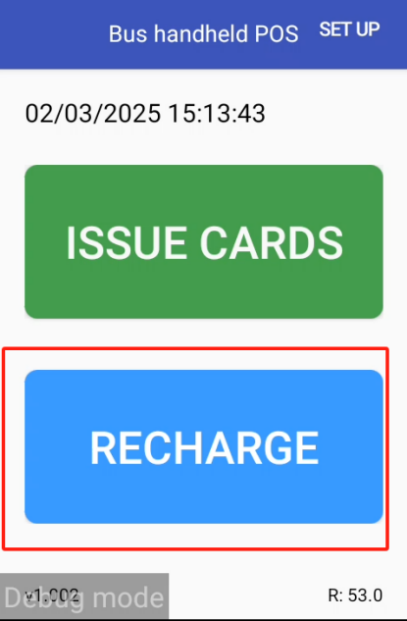 Bus handheld POS SET UP
02/03/2025 15:13:43
ISSUE CARDS
RECHARGE
v1.002 R: 53.0
Debug mode